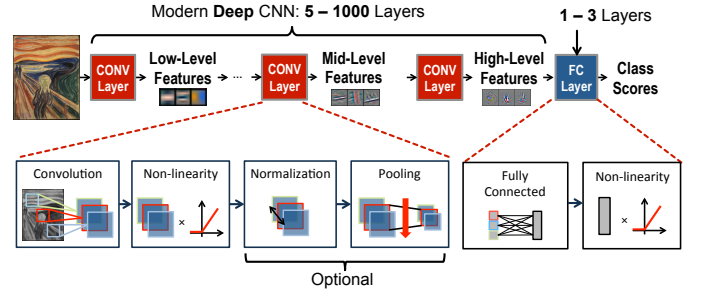 Modern Deep CNN: 5 – 1000 Layers
1 – 3 Layers
CONV
Layer
Low-Level
Features
...
CONV
Layer
Mid-Level
Features
CONV
Layer
High-Level
Features
FC
Layer
Class
Scores
Convolution
Non-linearity
×
Normalization
Pooling
Optional
Fully
Connected
Non-linearity
×